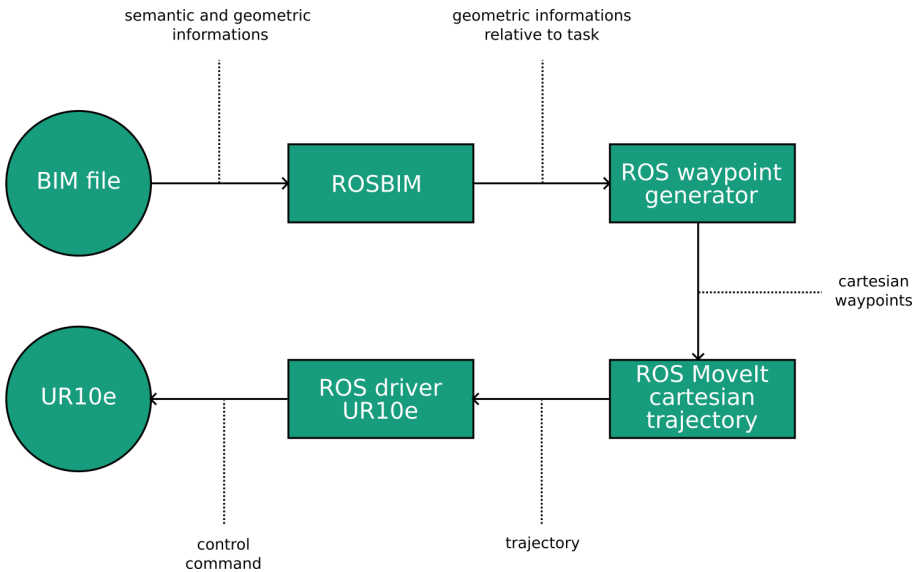 semantic and geometric
informations
geometric informations
relative to task
BIM file
ROSBIM
ROS waypoint
generator
cartesian
waypoints
UR10e
ROS driver
UR10e
ROS MoveIt
cartesian
trajectory
control
command
trajectory